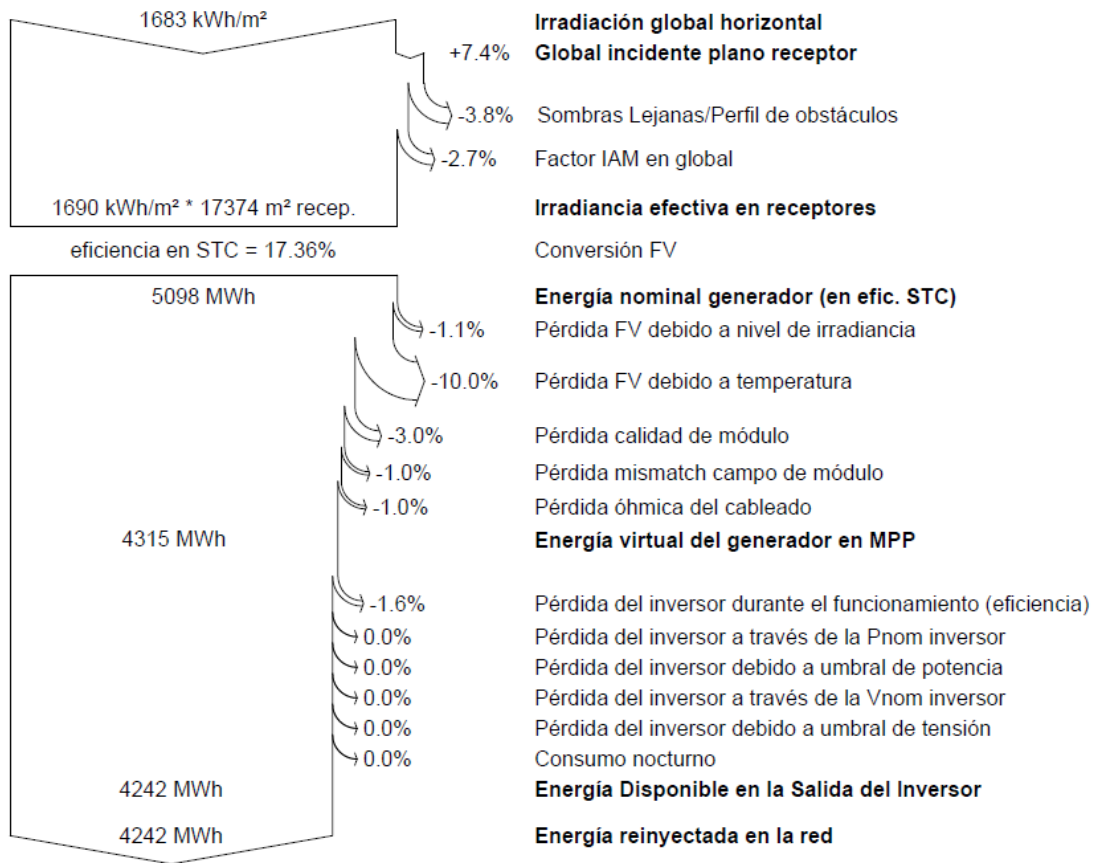 1683 kWh/m² Irradiación global horizontal
+7.4% Global incidente plano receptor
-3.8% Sombras Lejanas/Perfil de obstáculos
-2.7% Factor IAM en global
1690 kWh/m² * 17374 m² recep. Irradiancia efectiva en receptores
eficiencia en STC = 17.36% Conversión FV
5098 MWh Energía nominal generador (en efic. STC)
-1.1% Pérdida FV debido a nivel de irradiancia
-10.0% Pérdida FV debido a temperatura
-3.0% Pérdida calidad de módulo
-1.0% Pérdida mismatch campo de módulo
-1.0% Pérdida óhmica del cableado
4315 MWh Energía virtual del generador en MPP
-1.6% Pérdida del inversor durante el funcionamiento (eficiencia)
0.0% Pérdida del inversor a través de la Pnom inversor
0.0% Pérdida del inversor debido a umbral de potencia
0.0% Pérdida del inversor a través de la Vnom inversor
0.0% Pérdida del inversor debido a umbral de tensión
0.0% Consumo nocturno
4242 MWh Energía Disponible en la Salida del Inversor
4242 MWh Energía reinyectada en la red